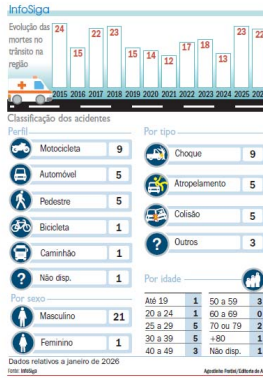 InfoSiga
Evolução das
mortes no
trânsito na
região
24 15 22 23 15 14 12 17 18 13 23 22
2015 2016 2017 2018 2019 2020 2021 2022 2023 2024 2025
Classificação dos acidentes
Perfil
Motocicleta 9
Automóvel 5
Pedestre 5
Bicicleta 1
Caminhão 1
Não disp. 1
Por sexo
Masculino 21
Feminino 1
Por tipo
Choque 9
Atropelamento 5
Colisão 5
Outros 3
Por idade
Até 19 1 50 a 59 3
20 a 24 1 60 a 69 0
25 a 29 5 70 ou 79 2
30 a 39 5 +80 1
40 a 49 3 Não disp. 1
Dados relativos a janeiro de 2026
Fonte: InfoSiga